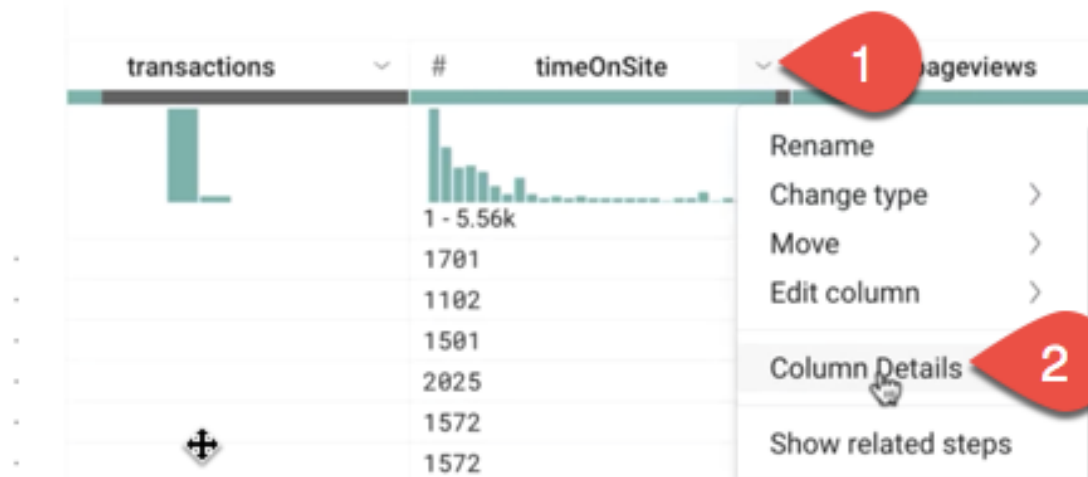 transactions # timeOnSite 1 ageviews
Rename
Change type
1 - 5.56k
Move
1701
Edit column
1102
1501
Column Details 2
2025
1572
Show related steps
1572